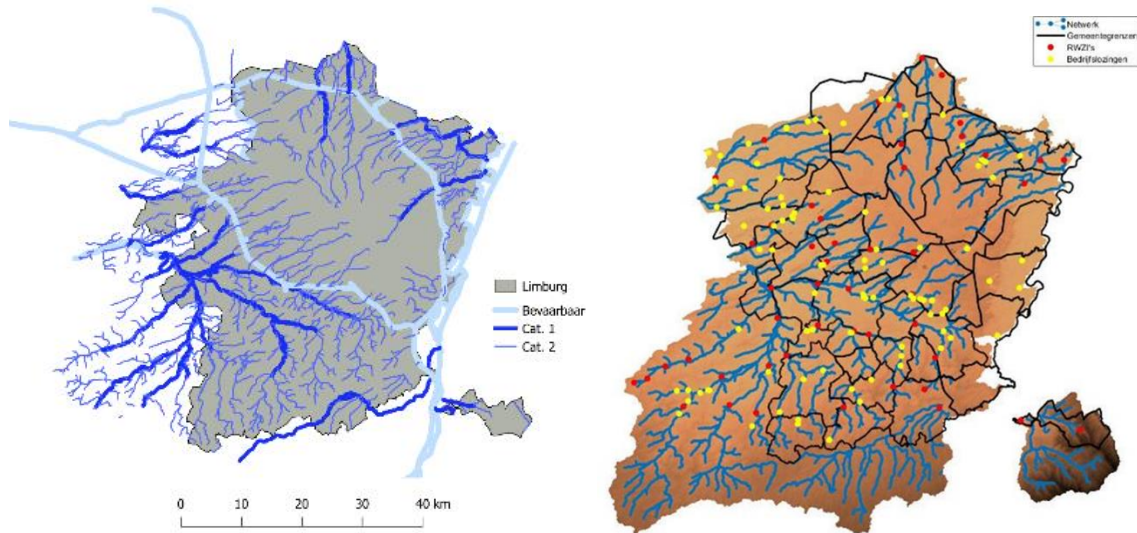 Limburg
Bevaarbaar
Cat. 1
Cat. 2
0 10 20 30 40 km
Netwerk
Gemeentegrenzen
RWZI's
Bedrijfslozingen